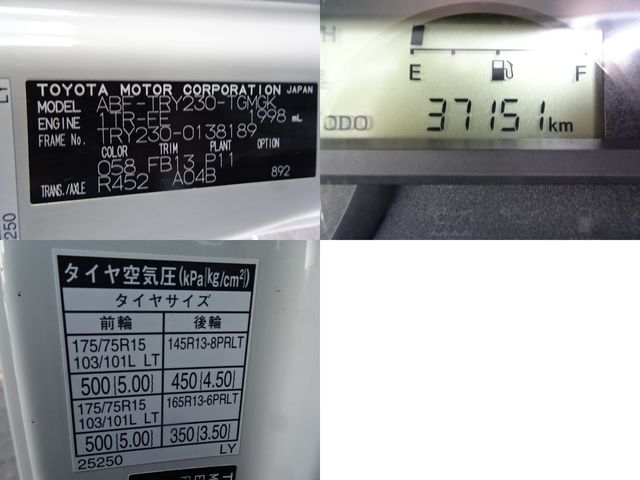 TOYOTA MOTOR CORPORATION JAPAN
MODEL ABF-TRY230-TGMGK
ENGINE 1TR-FE 1998 mL
FRAME No. TRY230-0138189
COLOR TRIM PLANT OPTION
058 FB13 P11
TRANS./AXLE R452 A04B 892
LY
5250
E F
ODO 37151 km
タイヤ空気圧(kPa{kg/cm²})
タイヤサイズ
前輪 後輪
175/75R15 103/101L LT 145R13-8PRLT
500{5.00} 450{4.50}
175/75R15 103/101L LT 165R13-6PRLT
500{5.00} 350{3.50}
25250 LY